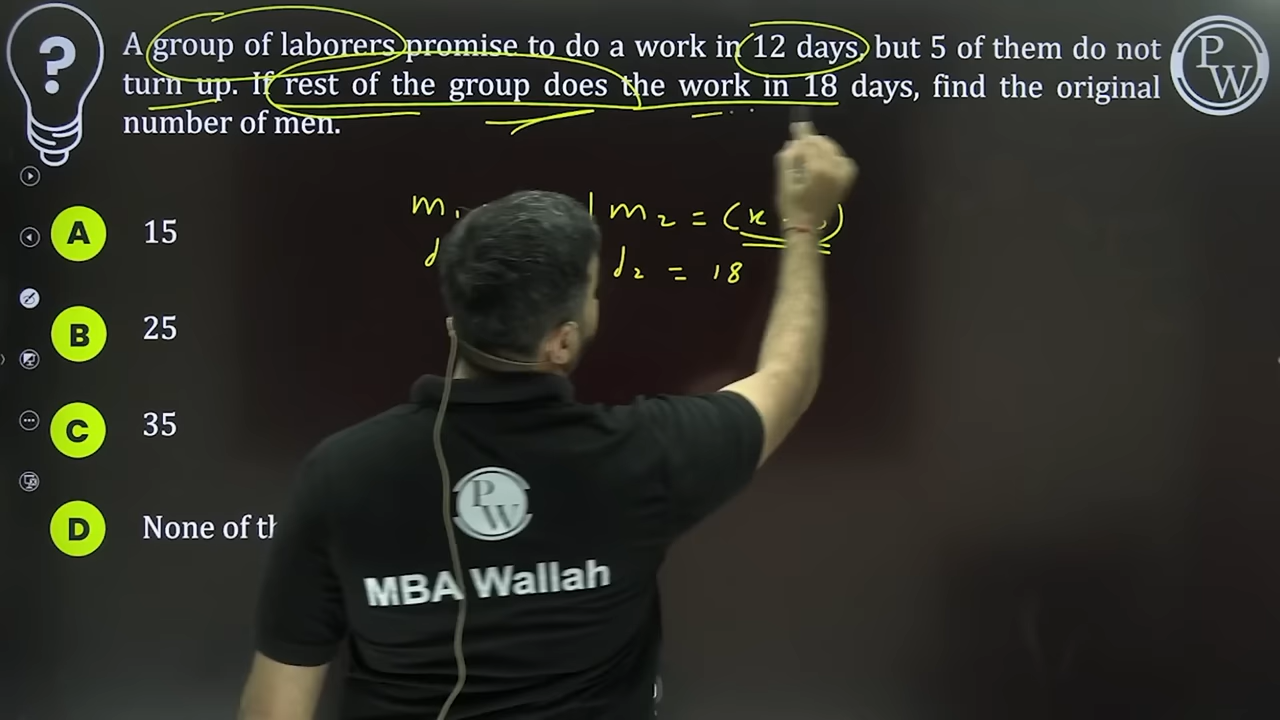 A group of laborers promise to do a work in 12 days, but 5 of them do not
turn up. If rest of the group does the work in 18 days, find the original
number of men.
P
W
m₁ m₂ = (x )
d d₂ = 18
A 15
B 25
C 35
D None of th
P
W
MBA Wallah